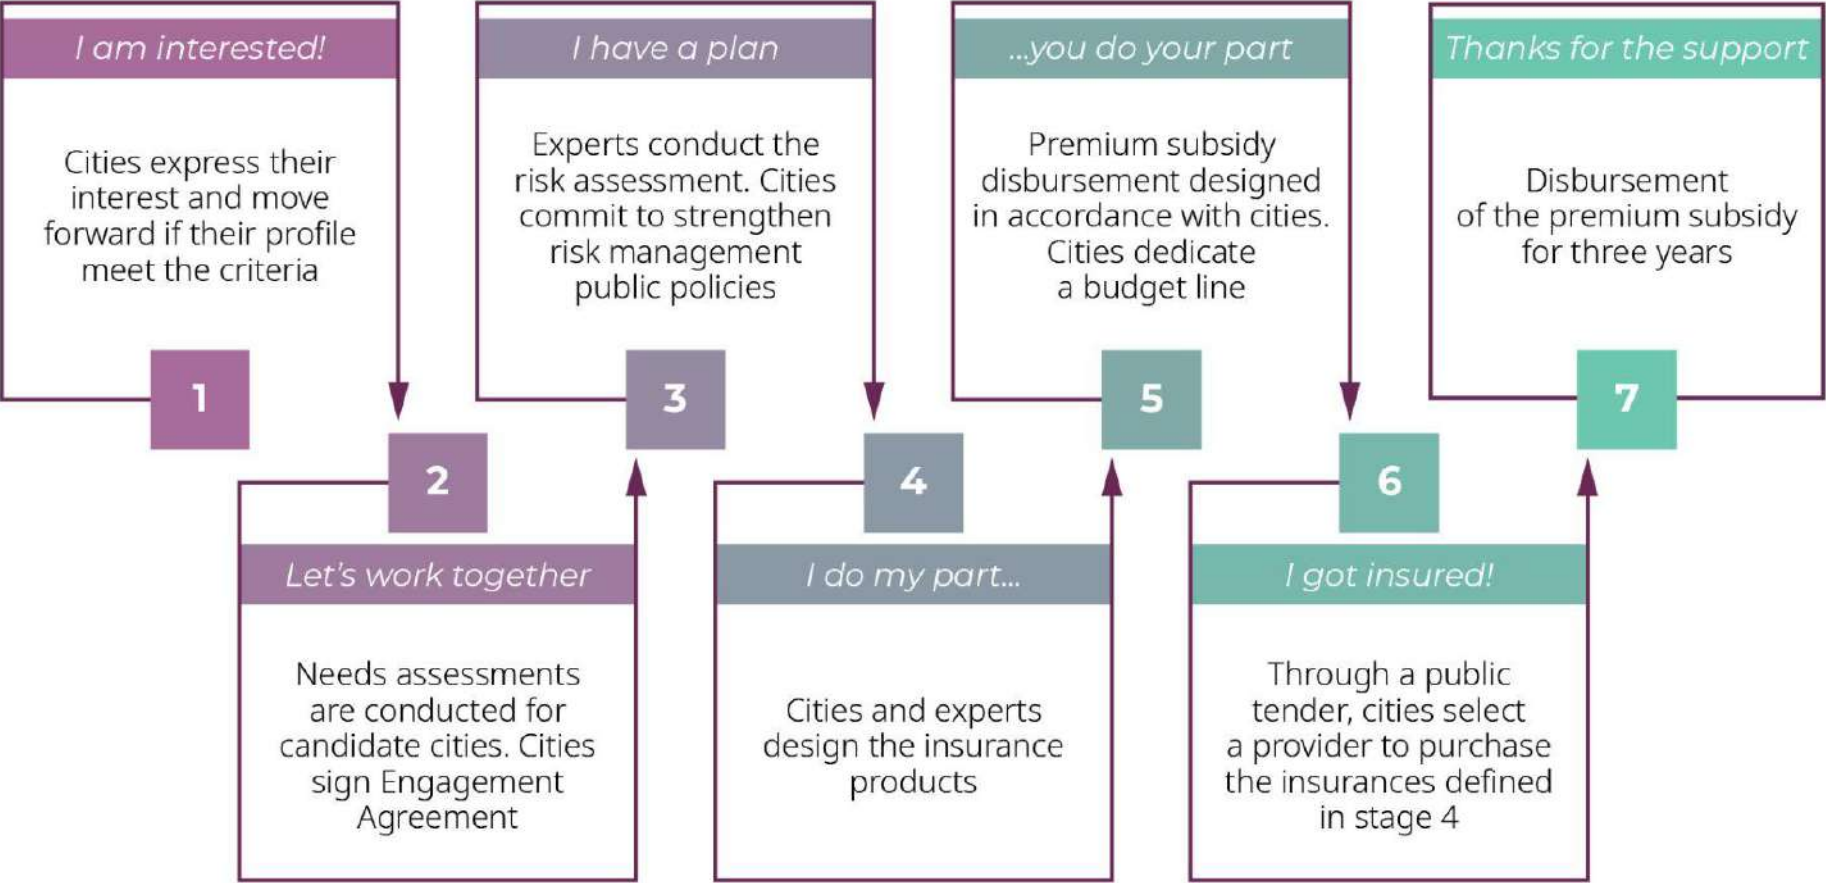 I am interested!
Cities express their
interest and move
forward if their profile
meet the criteria
1
2
Let's work together
Needs assessments
are conducted for
candidate cities. Cities
sign Engagement
Agreement
I have a plan
Experts conduct the
risk assessment. Cities
commit to strengthen
risk management
public policies
3
4
I do my part...
Cities and experts
design the insurance
products
...you do your part
Premium subsidy
disbursement designed
in accordance with cities.
Cities dedicate
a budget line
5
6
I got insured!
Through a public
tender, cities select
a provider to purchase
the insurances defined
in stage 4
Thanks for the support
Disbursement
of the premium subsidy
for three years
7